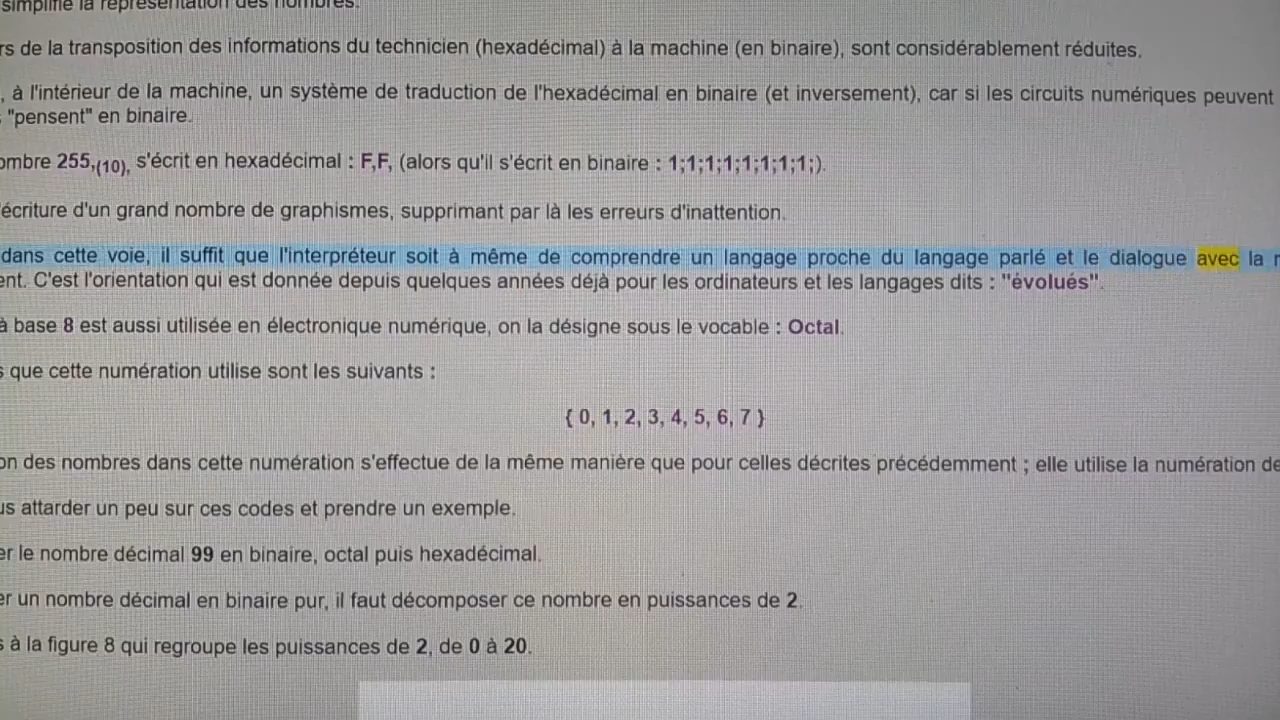 simplifie la représentation des nombres.
rs de la transposition des informations du technicien (hexadécimal) à la machine (en binaire), sont considérablement réduites.
, à l'intérieur de la machine, un système de traduction de l'hexadécimal en binaire (et inversement), car si les circuits numériques peuvent
"pensent" en binaire.
ombre 255,(10), s'écrit en hexadécimal : F,F, (alors qu'il s'écrit en binaire : 1;1;1;1;1;1;1;1;).
'écriture d'un grand nombre de graphismes, supprimant par là les erreurs d'inattention.
dans cette voie, il suffit que l'interpréteur soit à même de comprendre un langage proche du langage parlé et le dialogue avec la
ent. C'est l'orientation qui est donnée depuis quelques années déjà pour les ordinateurs et les langages dits : "évolués".
à base 8 est aussi utilisée en électronique numérique, on la désigne sous le vocable : Octal.
s que cette numération utilise sont les suivants :
{ 0, 1, 2, 3, 4, 5, 6, 7 }
on des nombres dans cette numération s'effectue de la même manière que pour celles décrites précédemment ; elle utilise la numération de
us attarder un peu sur ces codes et prendre un exemple.
er le nombre décimal 99 en binaire, octal puis hexadécimal.
er un nombre décimal en binaire pur, il faut décomposer ce nombre en puissances de 2.
s à la figure 8 qui regroupe les puissances de 2, de 0 à 20.